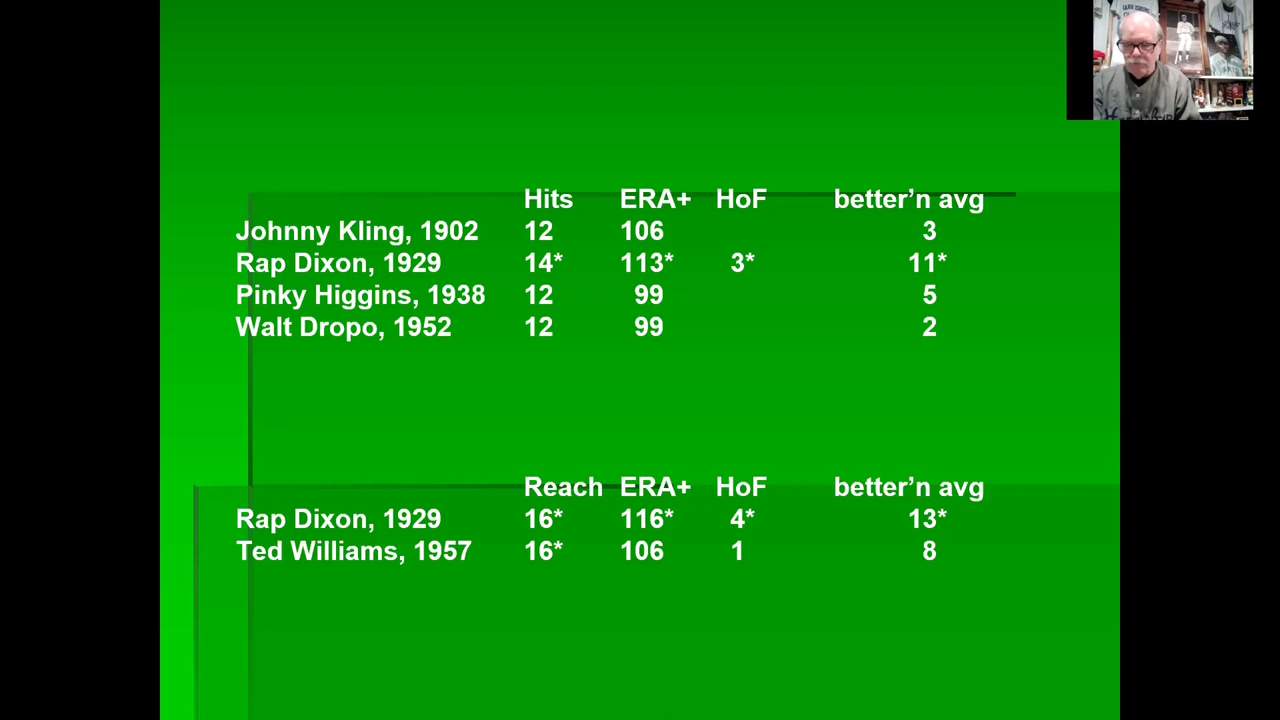 Hits ERA+ HoF better’n avg
Johnny Kling, 1902 12 106 3
Rap Dixon, 1929 14* 113* 3* 11*
Pinky Higgins, 1938 12 99 5
Walt Dropo, 1952 12 99 2
Reach ERA+ HoF better’n avg
Rap Dixon, 1929 16* 116* 4* 13*
Ted Williams, 1957 16* 106 1 8